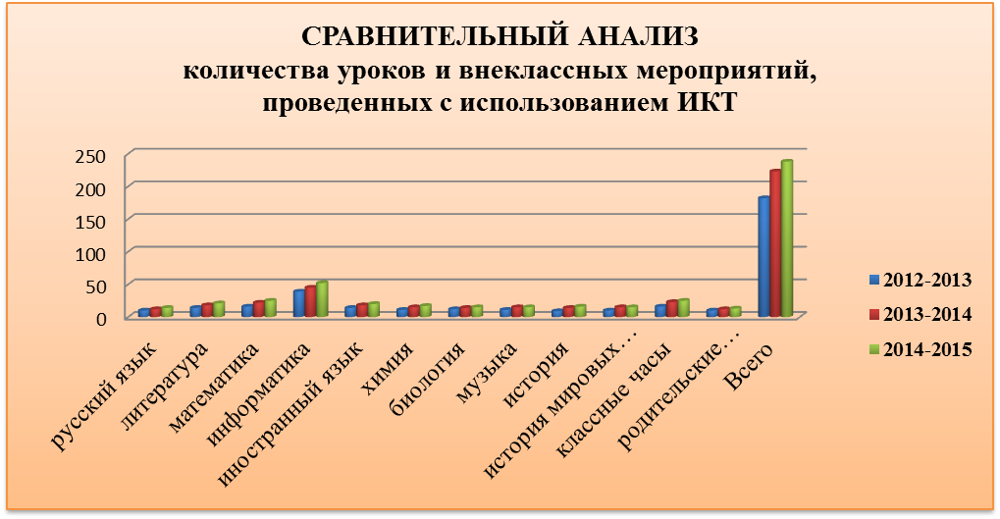 СРАВНИТЕЛЬНЫЙ АНАЛИЗ
количества уроков и внеклассных мероприятий,
проведенных с использованием ИКТ
250
200
150
100
50
0
русский язык
литература
математика
информатика
иностранный язык
химия
биология
музыка
история
история мировых…
классные часы
родительские…
Всего
2012-2013
2013-2014
2014-2015